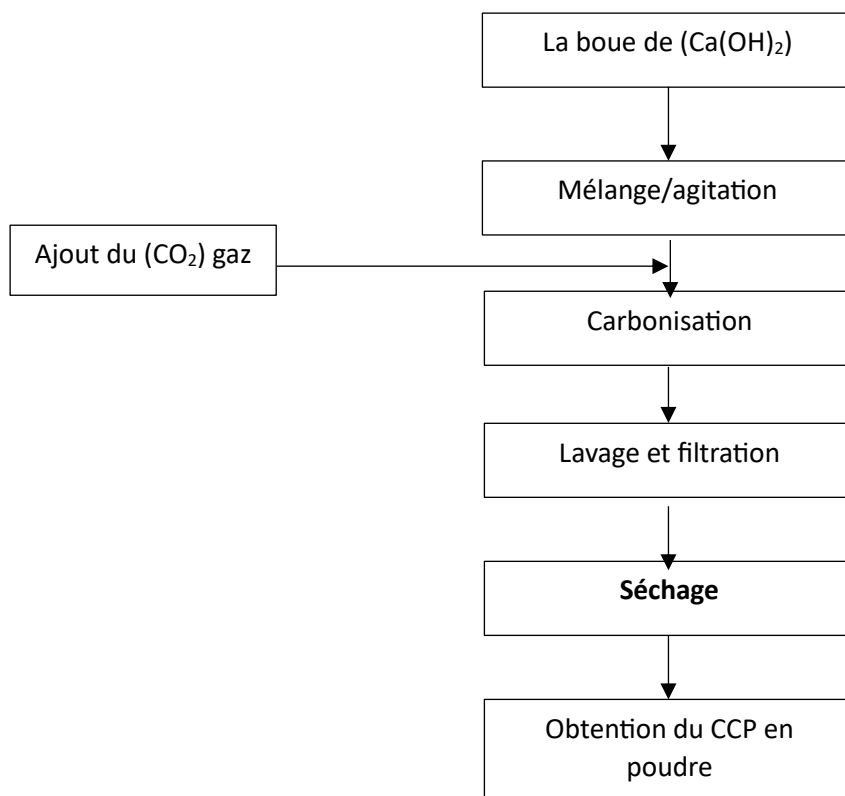 La boue de (Ca(OH)₂)
Mélange/agitation
Ajout du (CO₂) gaz
Carbonisation
Lavage et filtration
Séchage
Obtention du CCP en
poudre